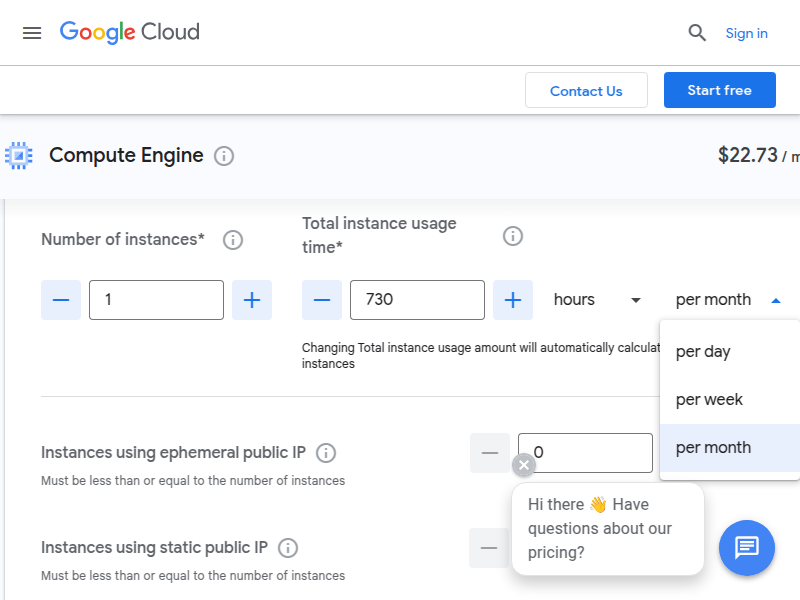 Google Cloud
Sign in
Contact Us
Start free
Compute Engine
$22.73 / m
Number of instances*
Total instance usage
time*
1
730
hours
per month
Changing Total instance usage amount will automatically calculat
instances
per day
per week
per month
Instances using ephemeral public IP
0
Must be less than or equal to the number of instances
Hi there 👋 Have
questions about our
pricing?
Instances using static public IP
Must be less than or equal to the number of instances